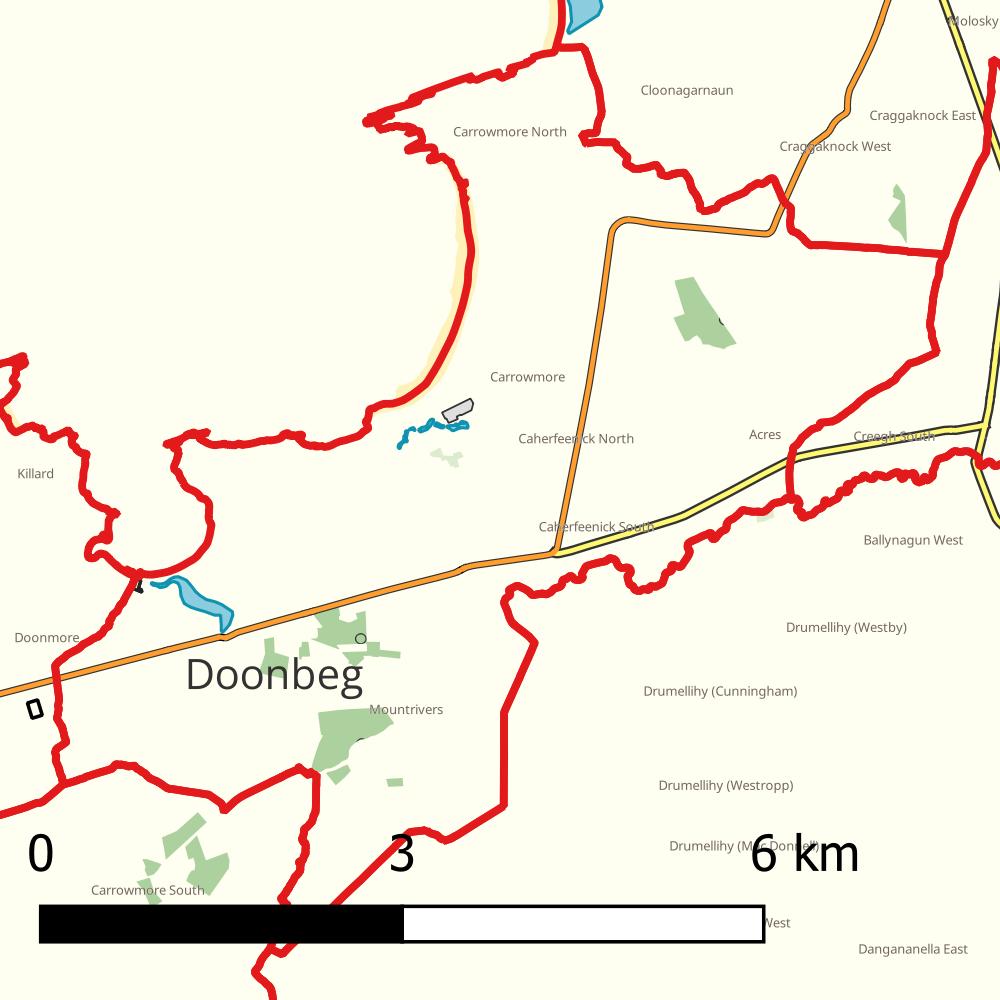 Molosky
Cloonagarnaun
Craggaknock East
Carrowmore North
Craggaknock West
Carrowmore
Acres
Creegh South
Caherfeenick North
Killard
Caherfeenick South
Ballynagun West
Drumellihy (Westby)
Doonmore
Doonbeg
Drumellihy (Cunningham)
Mountrivers
Drumellihy (Westropp)
Drumellihy (Mac Donnell)
0 3 6 km
Carrowmore South
West
Dangananella East